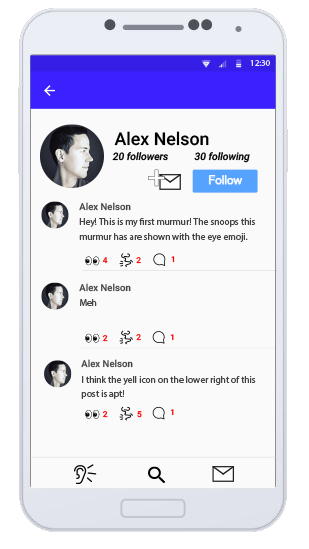 12:30
Alex Nelson
20 followers 30 following
Follow
Alex Nelson
Hey! This is my first murmur! The snoops this
murmur has are shown with the eye emoji.
4 2 1
Alex Nelson
Meh
2 2 1
Alex Nelson
I think the yell icon on the lower right of this
post is apt!
2 5 1